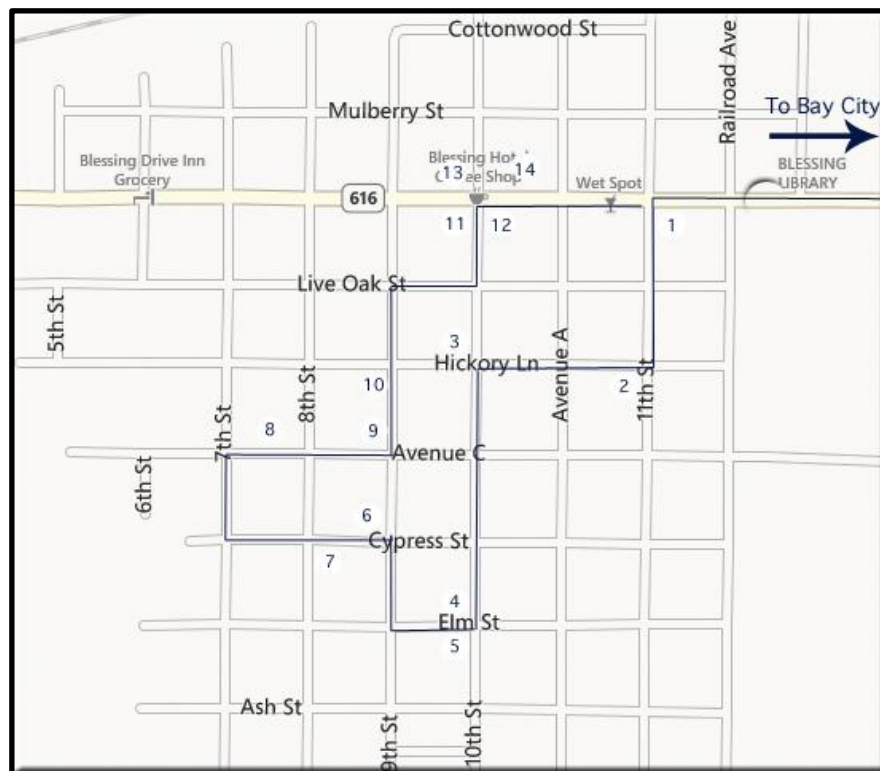 Cottonwood St
Railroad Ave
Mulberry St
To Bay City
Blessing Drive Inn
Grocery
Blessing
13
14
Shop
Wet Spot
BLESSING
LIBRARY
616
11
12
1
Live Oak St
5th St
3
Hickory Ln
Avenue A
11th St
2
8th St
10
7th St
8
9
Avenue C
6th St
6
Cypress St
7
4
Elm St
5
Ash St
9th St
10th St